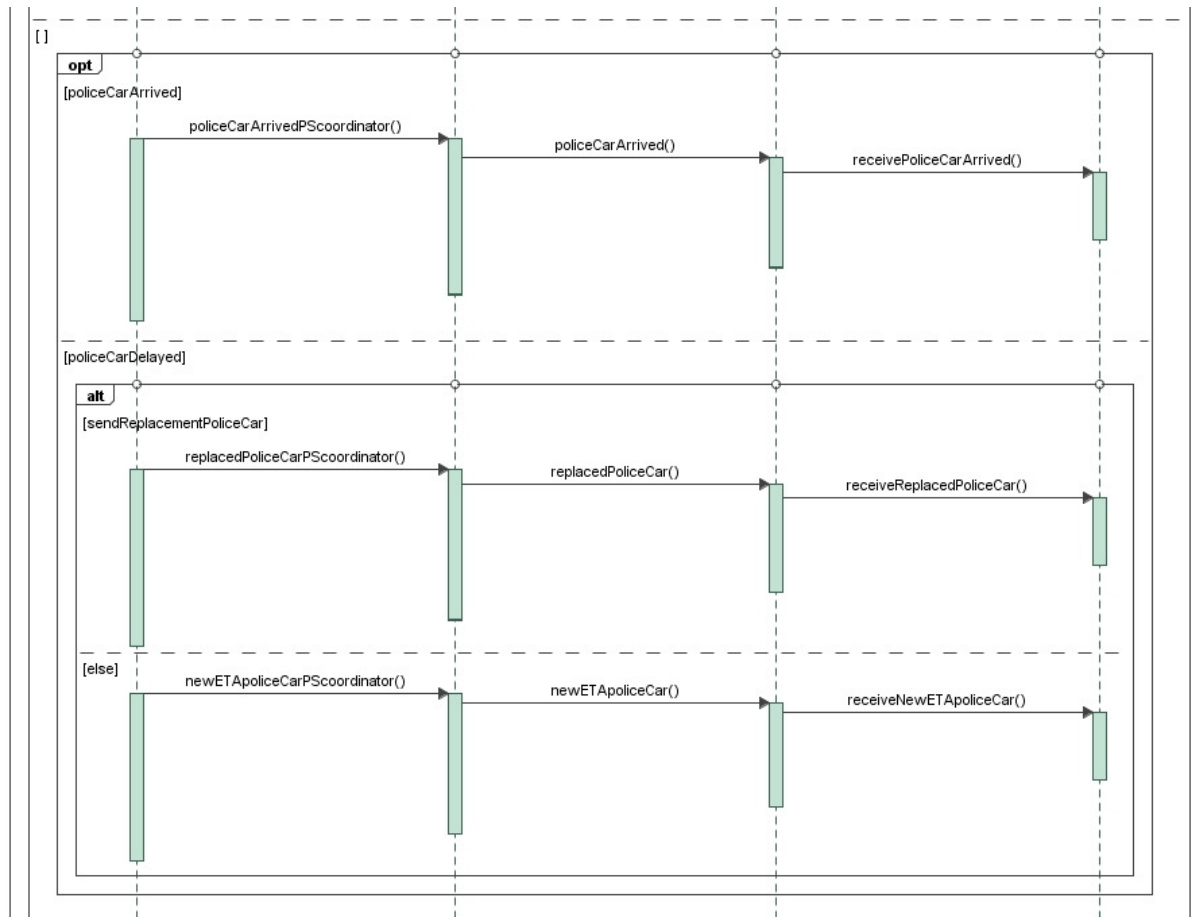 [ ]
opt
[policeCarArrived]
policeCarArrivedPScoordinator()
policeCarArrived()
receivePoliceCarArrived()
[policeCarDelayed]
alt
[sendReplacementPoliceCar]
replacedPoliceCarPScoordinator()
replacedPoliceCar()
receiveReplacedPoliceCar()
[else]
newETApoliceCarPScoordinator()
newETApoliceCar()
receiveNewETApoliceCar()